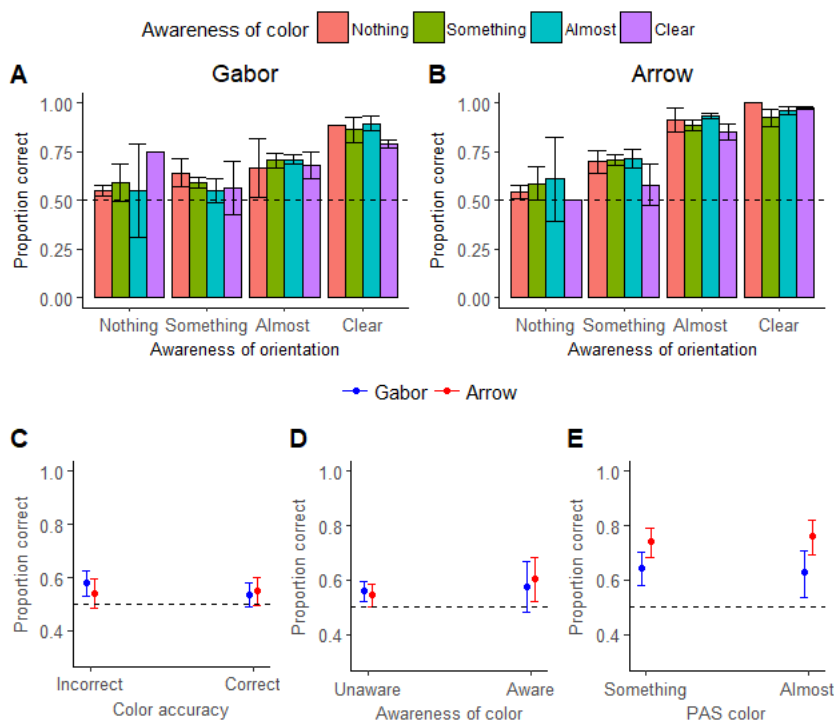 Awareness of color Nothing Something Almost Clear
A Gabor
B Arrow
Proportion correct
1.00
0.75
0.50
0.25
0.00
Nothing Something Almost Clear
Awareness of orientation
Proportion correct
1.00
0.75
0.50
0.25
0.00
Nothing Something Almost Clear
Awareness of orientation
Gabor Arrow
C
Proportion correct
1.0
0.8
0.6
0.4
Incorrect Correct
Color accuracy
D
Proportion correct
1.0
0.8
0.6
0.4
Unaware Aware
Awareness of color
E
Proportion correct
1.0
0.8
0.6
0.4
Something Almost
PAS color